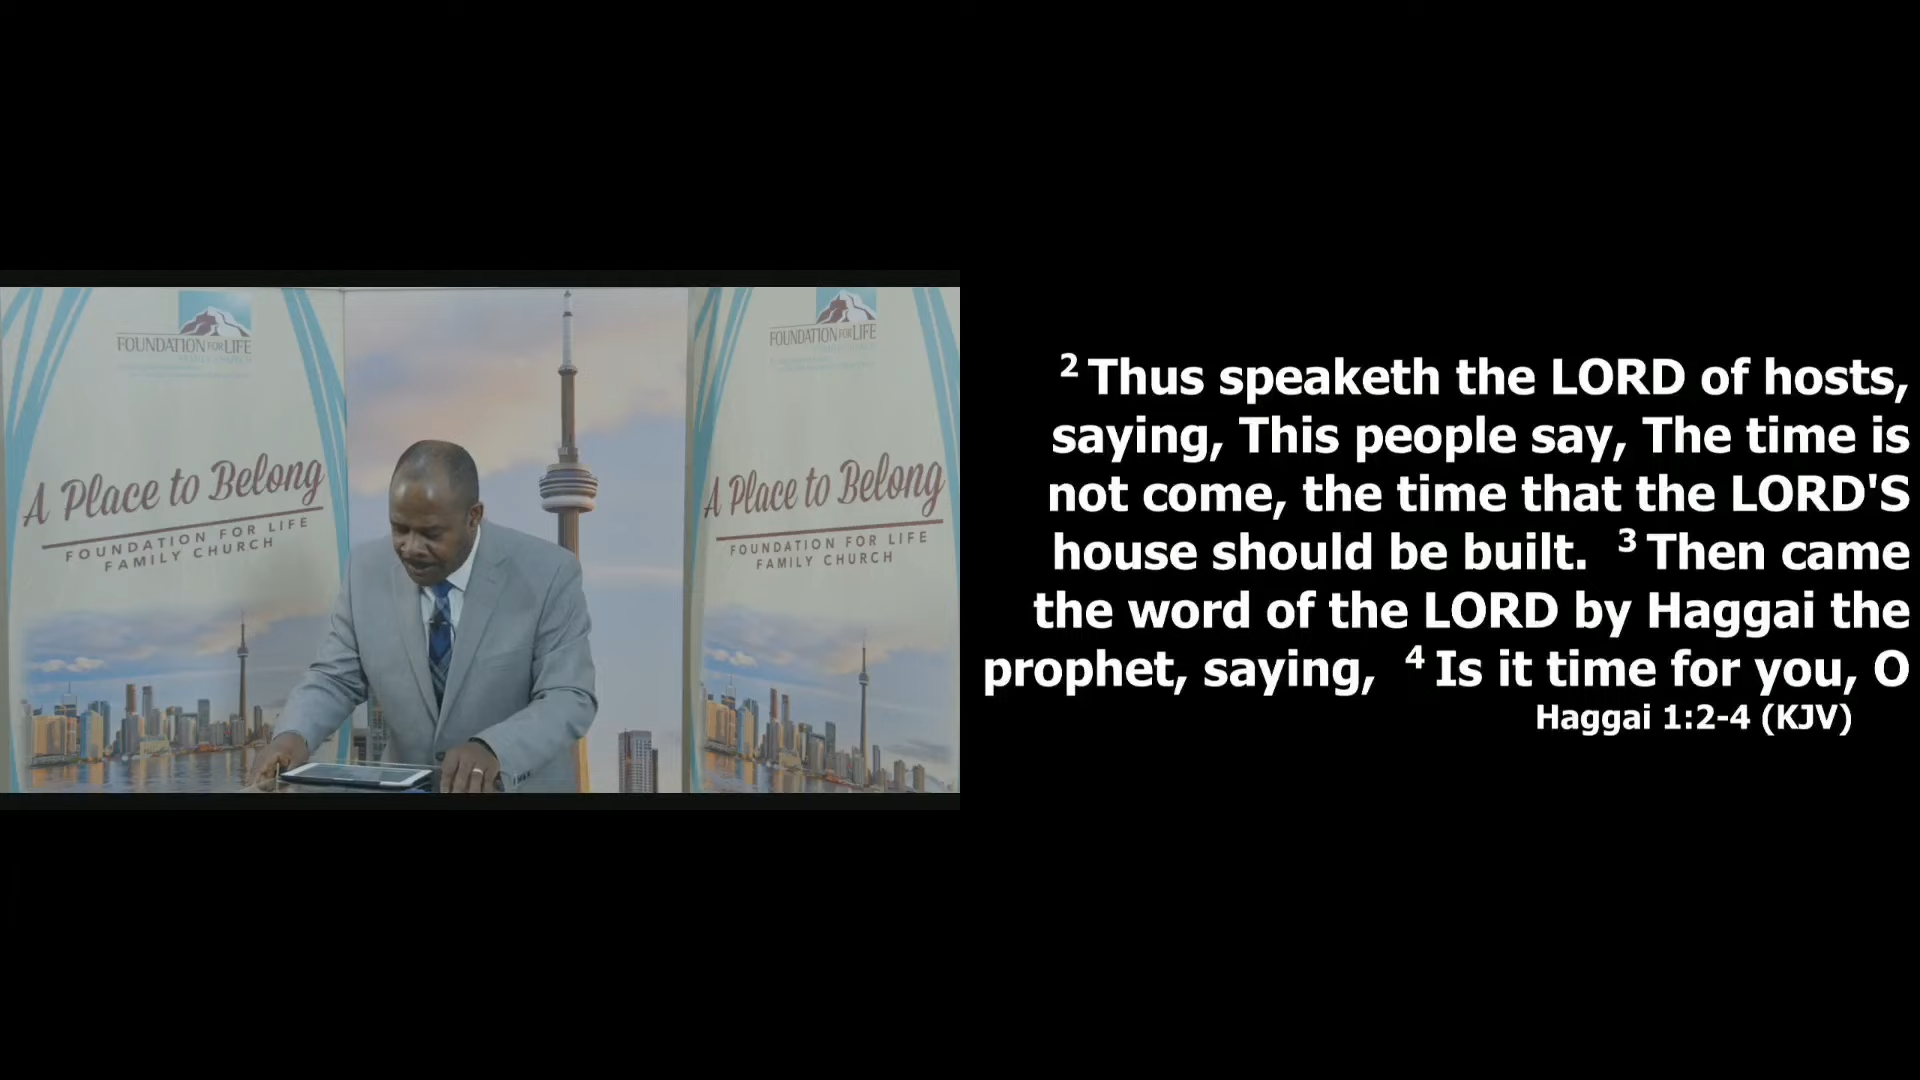 FOUNDATION FOR LIFE
A Place to Belong
FOUNDATION FOR LIFE
FAMILY CHURCH
FOUNDATION FOR LIFE
A Place to Belong
FOUNDATION FOR LIFE
FAMILY CHURCH
2 Thus speaketh the LORD of hosts,
saying, This people say, The time is
not come, the time that the LORD'S
house should be built. 3 Then came
the word of the LORD by Haggai the
prophet, saying, 4 Is it time for you, O
Haggai 1:2-4 (KJV)